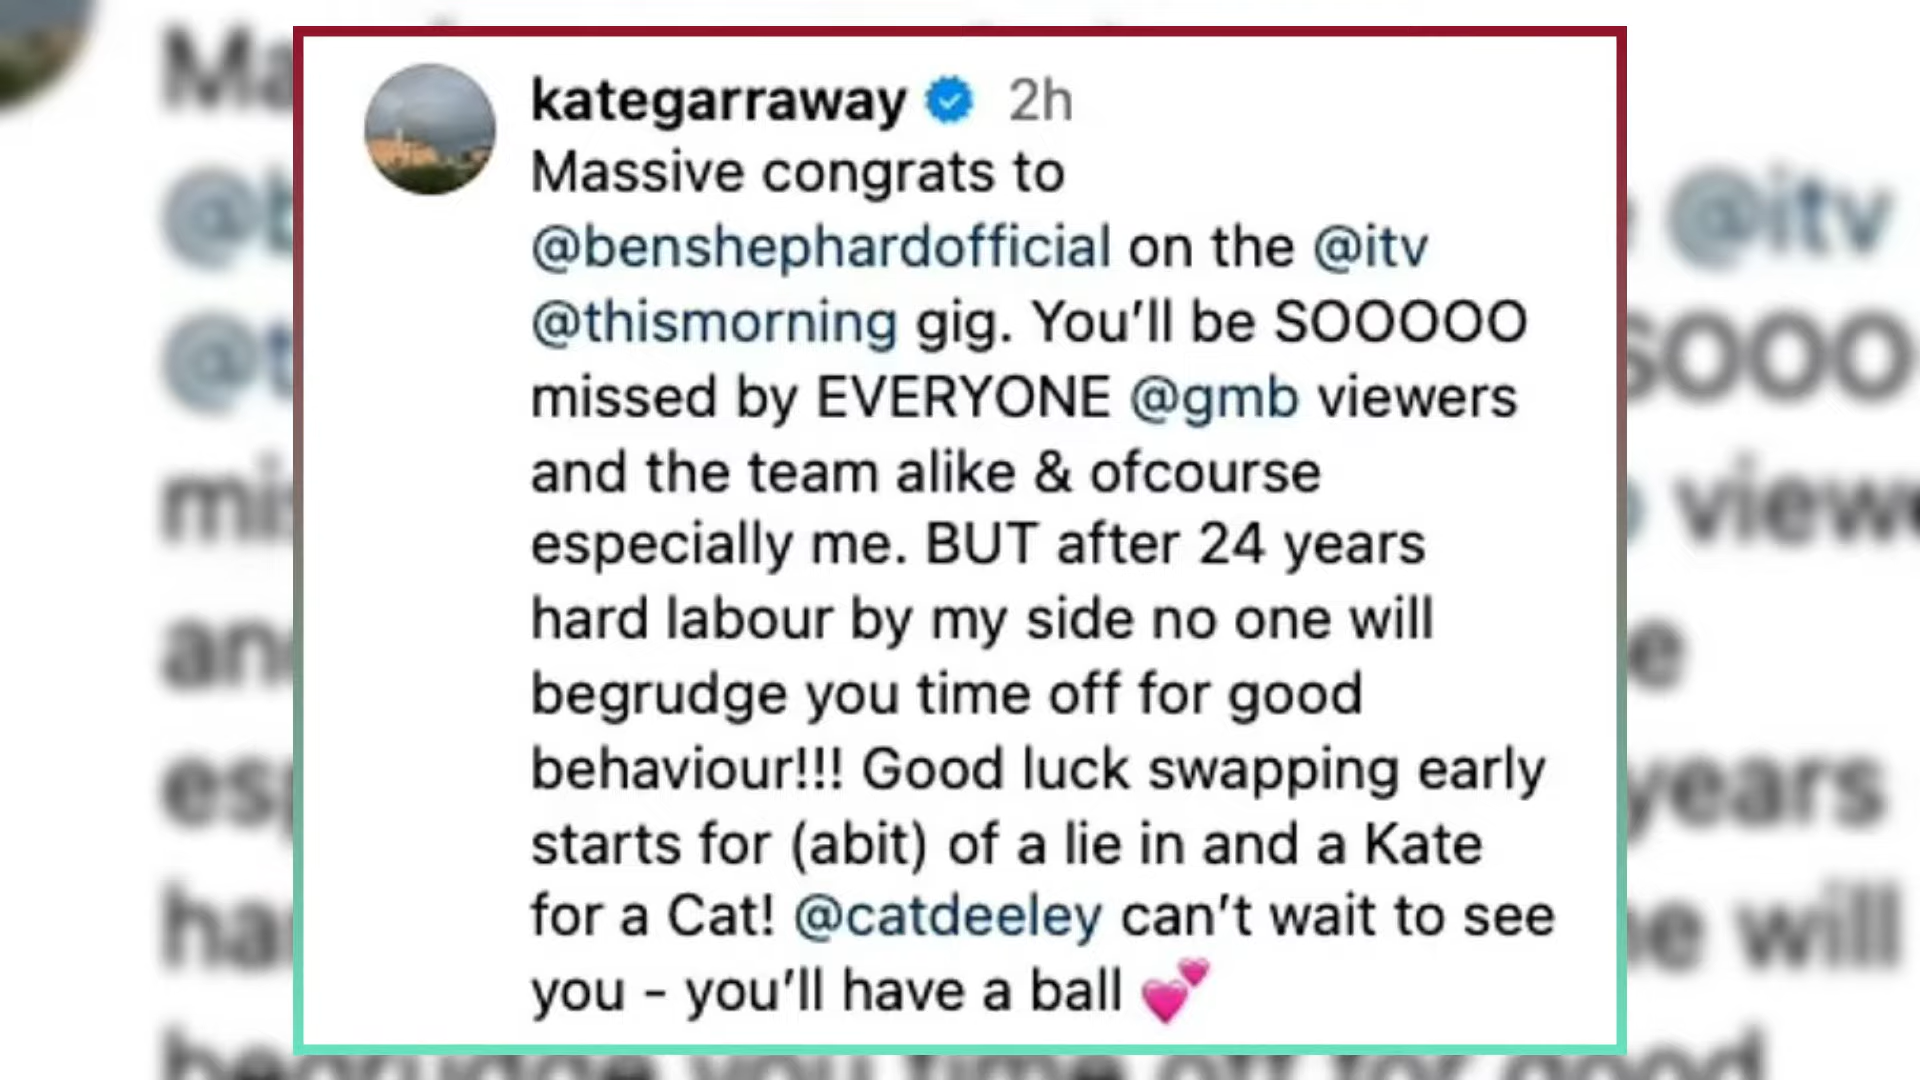 kategarraway 2h
Massive congrats to
@benshephardofficial on the @itv
@thismorning gig. You’ll be SOOOOO
missed by EVERYONE @gmb viewers
and the team alike & ofcourse
especially me. BUT after 24 years
hard labour by my side no one will
begrudge you time off for good
behaviour!!! Good luck swapping early
starts for (abit) of a lie in and a Kate
for a Cat! @catdeeley can’t wait to see
you - you’ll have a ball 💕